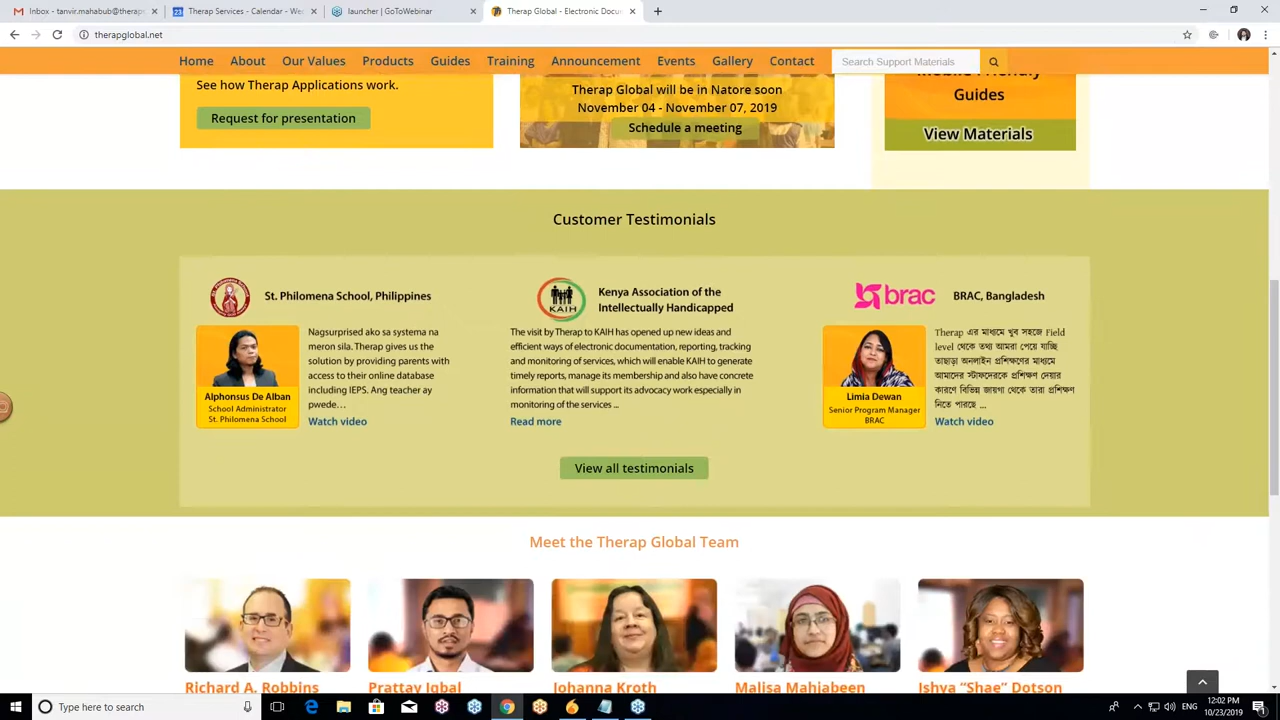 Inbox - tanvir.mahabub@therap
Therap Services - Calendar - W
launcher | GoToWebinar
Therap Global - Electronic Docu
therapglobal.net
Home About Our Values Products Guides Training Announcement Events Gallery Contact Search Support Materials
See how Therap Applications work.
Request for presentation
Therap Global will be in Natore soon
November 04 - November 07, 2019
Schedule a meeting
Mobile Friendly
Guides
View Materials
Customer Testimonials
St. Philomena School, Philippines
Nagsurprised ako sa systema na
meron sila. Therap gives us the
solution by providing parents with
access to their online database
including IEPS. Ang teacher ay
pwede…
Watch video
Alphonsus De Alban
School Administrator
St. Philomena School
KAIH
Kenya Association of the
Intellectually Handicapped
The visit by Therap to KAIH has opened up new ideas and
efficient ways of electronic documentation, reporting, tracking
and monitoring of services, which will enable KAIH to generate
timely reports, manage its membership and also have concrete
information that will support its advocacy work especially in
monitoring of the services ...
Read more
brac
BRAC, Bangladesh
Therap এর মাধ্যমে খুব সহজে Field
level থেকে তথ্য আমরা পেয়ে যাচ্ছি
তাছাড়া অনলাইন প্রশিক্ষণের মাধ্যমে
আমাদের স্টাফদেরকে প্রশিক্ষণ দেয়ার
কারণে বিভিন্ন জায়গা থেকে তারা প্রশিক্ষণ
নিতে পারছে ...
Watch video
Limia Dewan
Senior Program Manager
BRAC
View all testimonials
Meet the Therap Global Team
Richard A. Robbins
Prattay Iqbal
Johanna Kroth
Malisa Mahjabeen
Ishya “Shae” Dotson
Type here to search
ENG
12:02 PM
10/23/2019